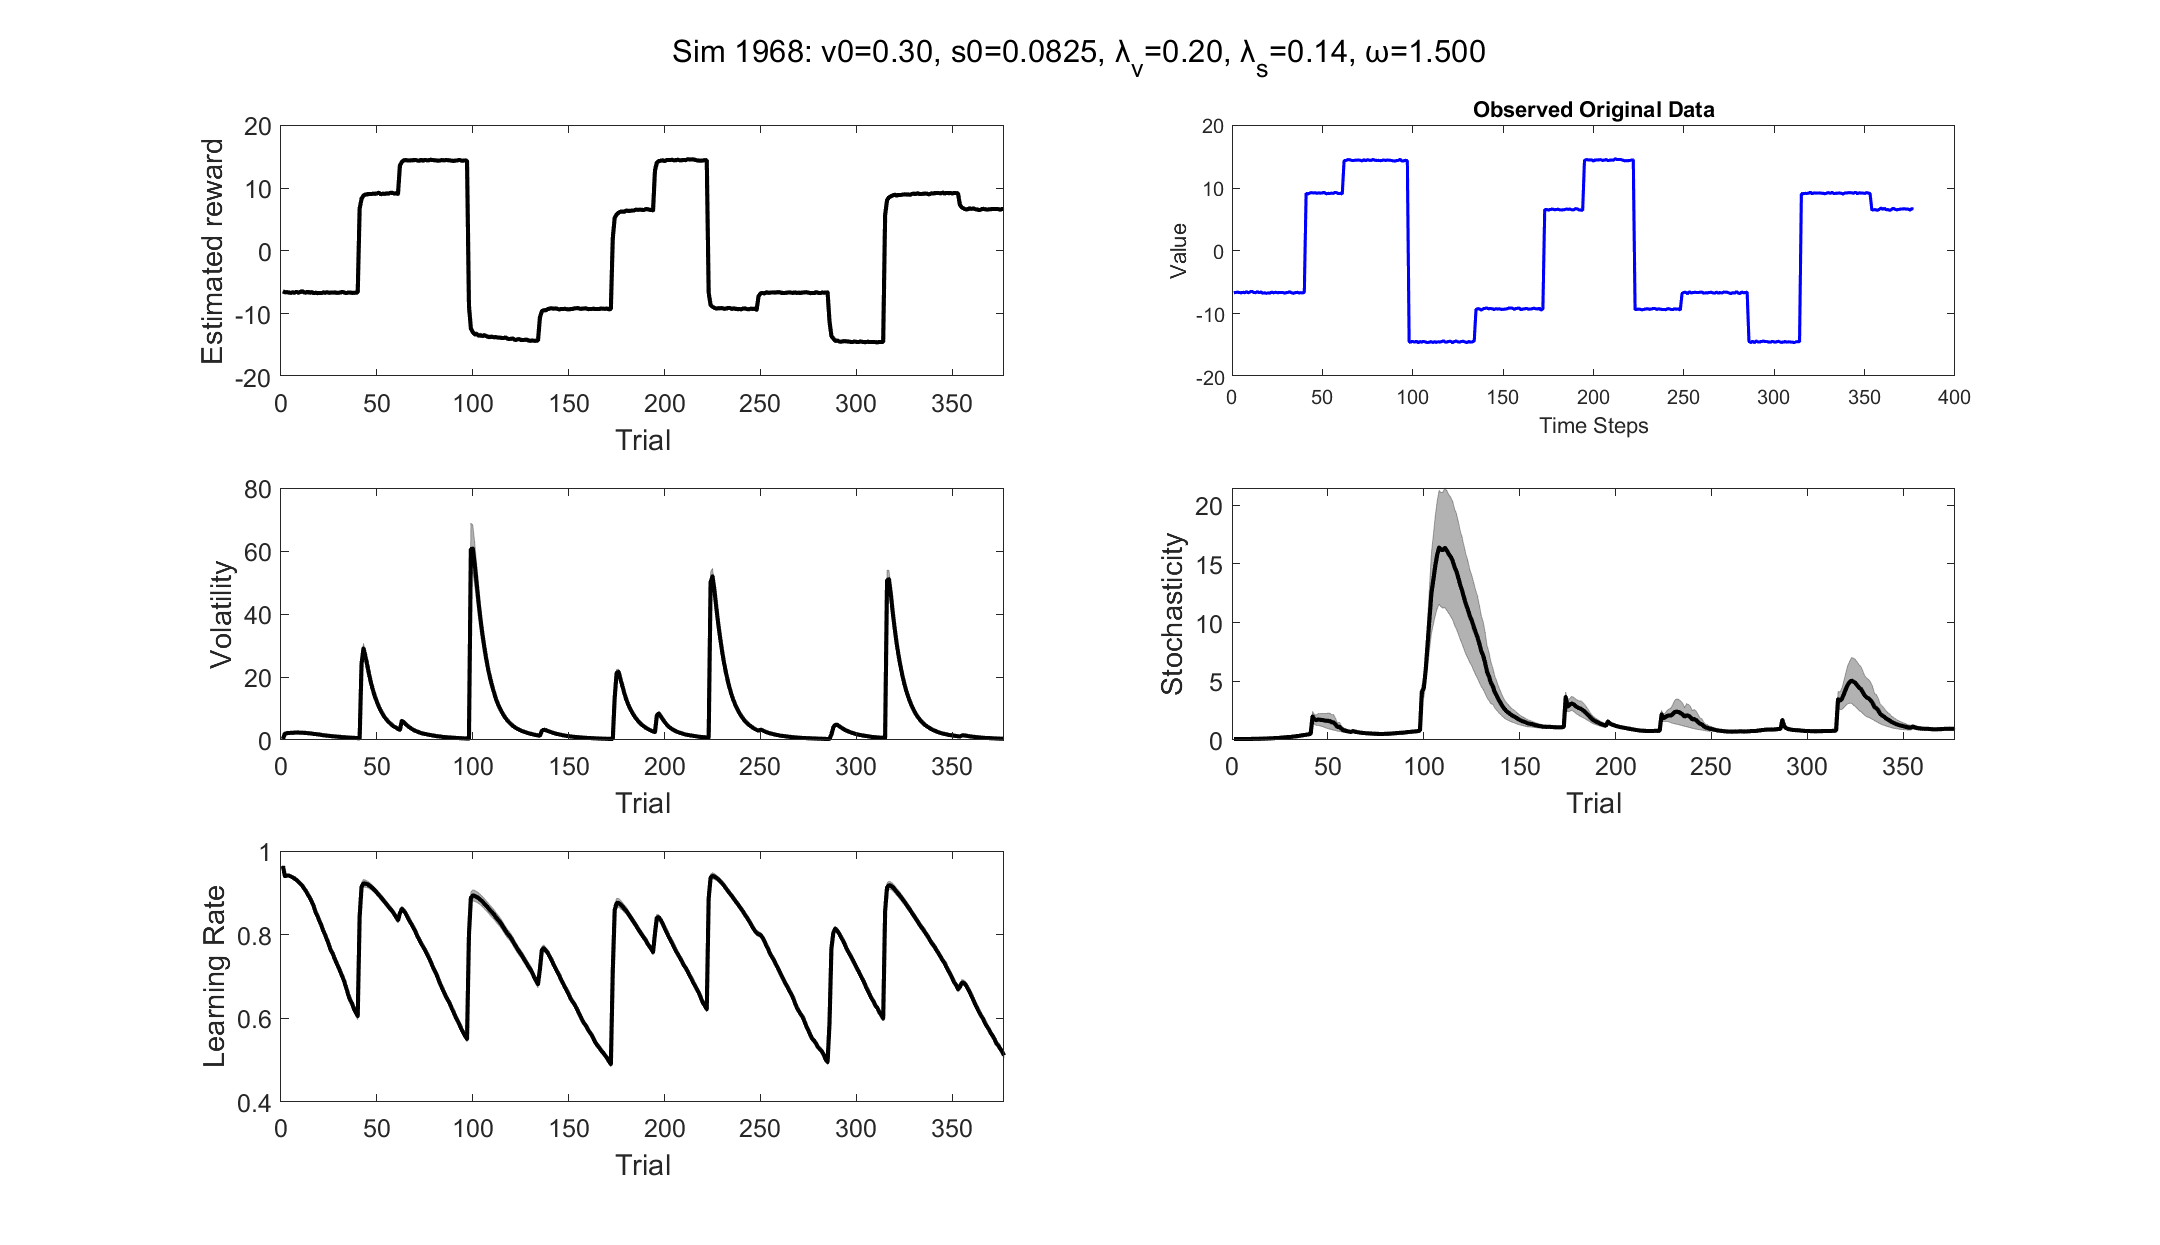 Sim 1968: v0=0.30, s0=0.0825, λ_v=0.20, λ_s=0.14, ω=1.500
Estimated reward
20
10
0
-10
-20
0 50 100 150 200 250 300 350
Trial
Observed Original Data
Value
20
10
0
-10
-20
0 50 100 150 200 250 300 350 400
Time Steps
Volatility
80
60
40
20
0
0 50 100 150 200 250 300 350
Trial
Stochasticity
20
15
10
5
0
0 50 100 150 200 250 300 350
Trial
Learning Rate
1
0.8
0.6
0.4
0 50 100 150 200 250 300 350
Trial